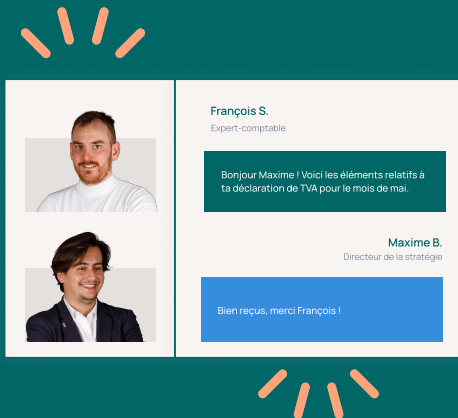 François S.
Expert-comptable
Bonjour Maxime ! Voici les éléments relatifs à
ta déclaration de TVA pour le mois de mai.
Maxime B.
Directeur de la stratégie
Bien reçus, merci François !